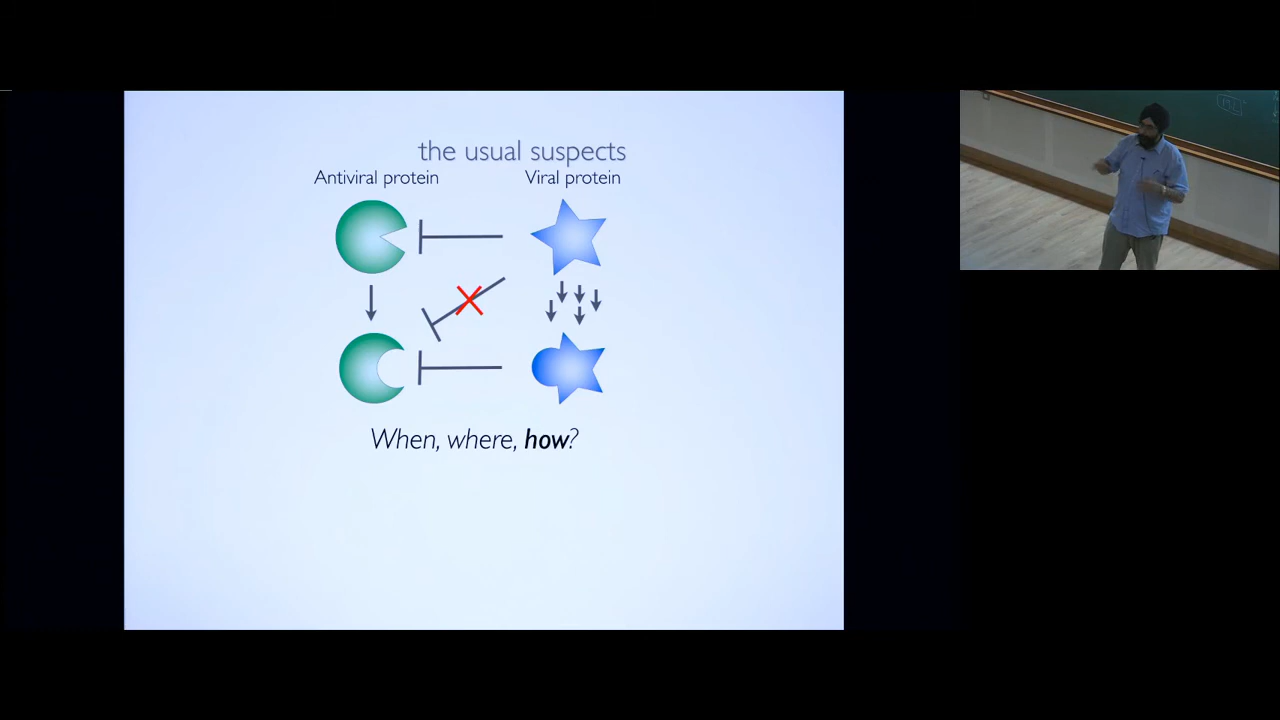 the usual suspects
Antiviral protein
Viral protein
When, where, how?